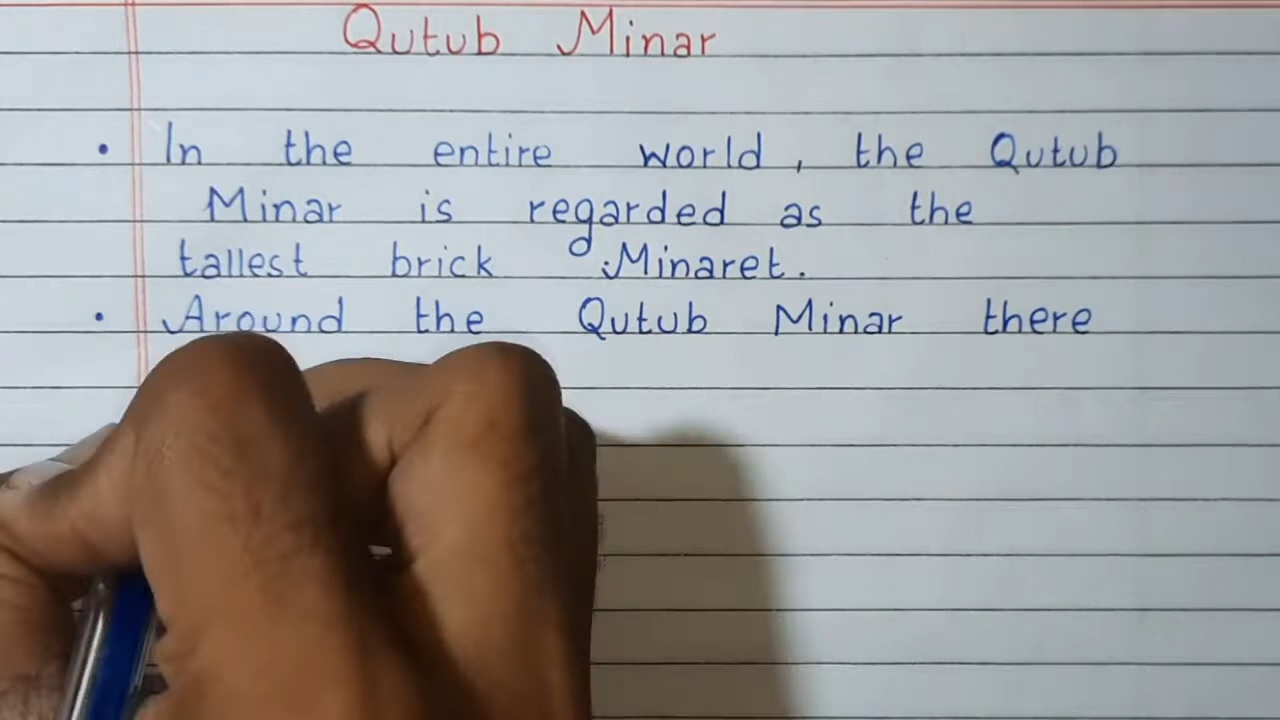 Qutub Minar
• In the entire world, the Qutub
Minar is regarded as the
tallest brick Minaret.
• Around the Qutub Minar there